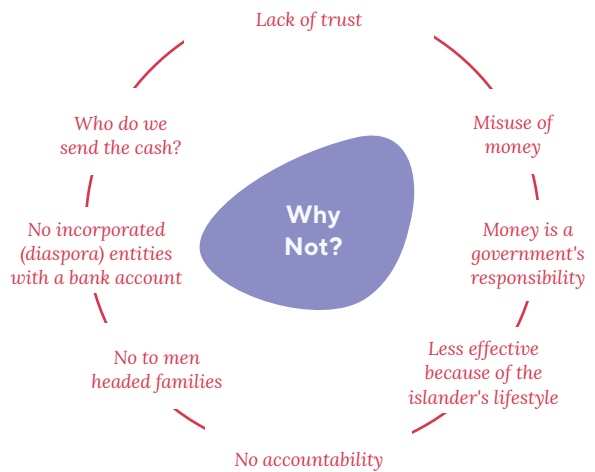 Lack of trust
Misuse of
money
Money is a
government's
responsibility
Less effective
because of the
islander's lifestyle
No accountability
No to men
headed families
No incorporated
(diaspora) entities
with a bank account
Who do we
send the cash?
Why
Not?